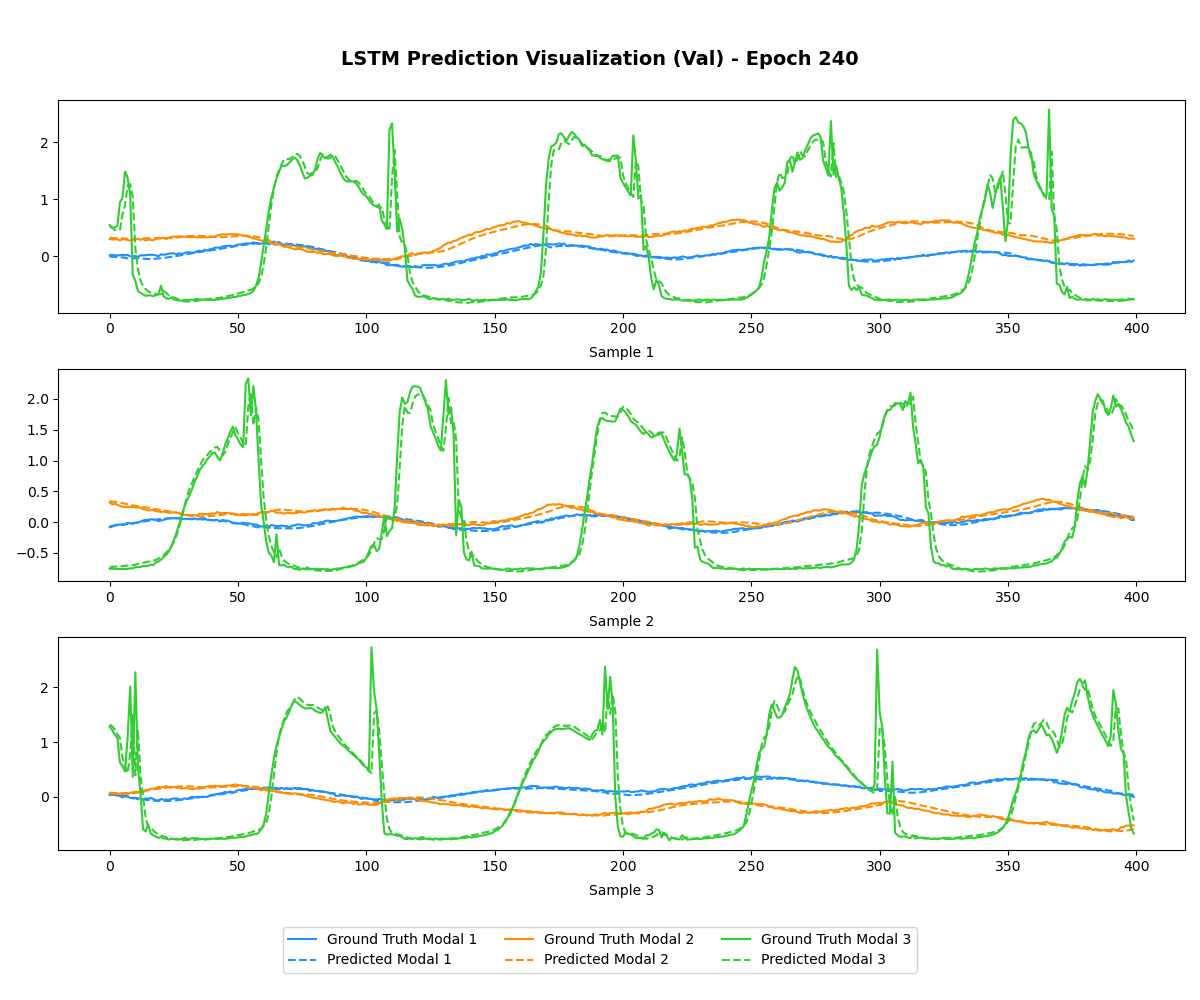 LSTM Prediction Visualization (Val) - Epoch 240
2
1
0
0 50 100 150 200 250 300 350 400
Sample 1
2.0
1.5
1.0
0.5
0.0
−0.5
0 50 100 150 200 250 300 350 400
Sample 2
2
1
0
0 50 100 150 200 250 300 350 400
Sample 3
Ground Truth Modal 1 Ground Truth Modal 2 Ground Truth Modal 3
Predicted Modal 1 Predicted Modal 2 Predicted Modal 3